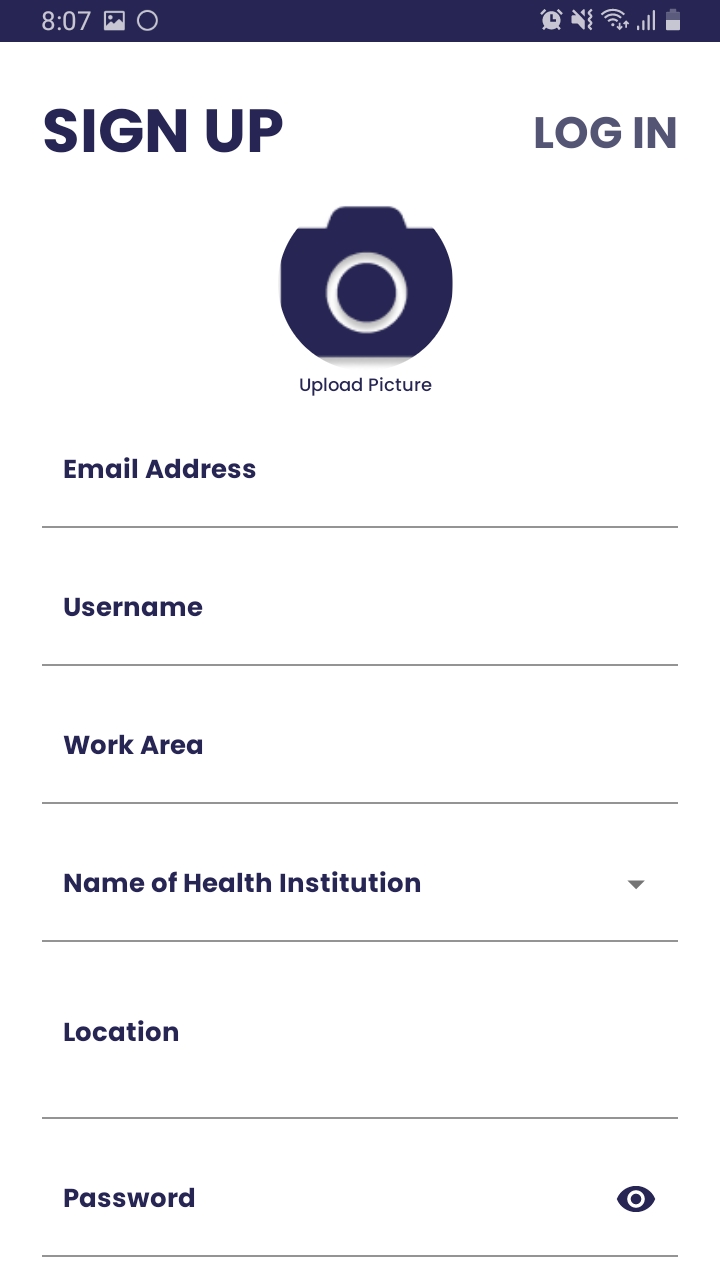 8:07
SIGN UP
LOG IN
Upload Picture
Email Address
Username
Work Area
Name of Health Institution
Location
Password